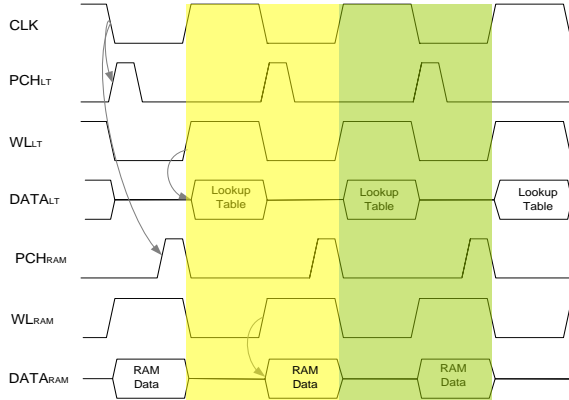 CLK
PCHLT
WLLT
DATALT
Lookup
Table
Lookup
Table
Lookup
Table
PCHRAM
WLRAM
DATARAM
RAM
Data
RAM
Data
RAM
Data